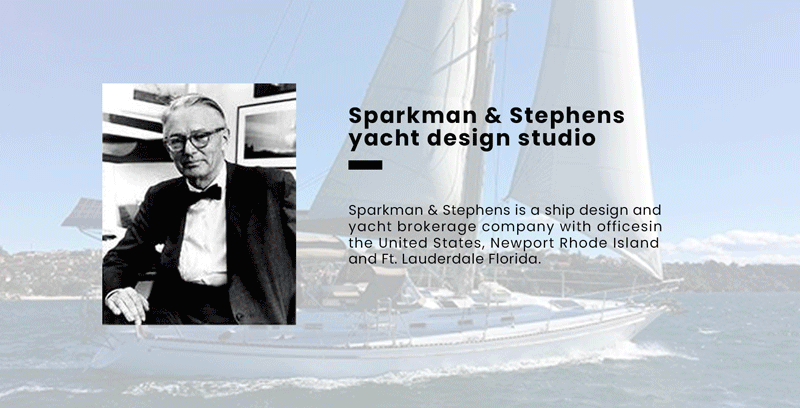 Sparkman & Stephens
yacht design studio
Sparkman & Stephens is a ship design and
yacht brokerage company with officesin
the United States, Newport Rhode Island
and Ft. Lauderdale Florida.